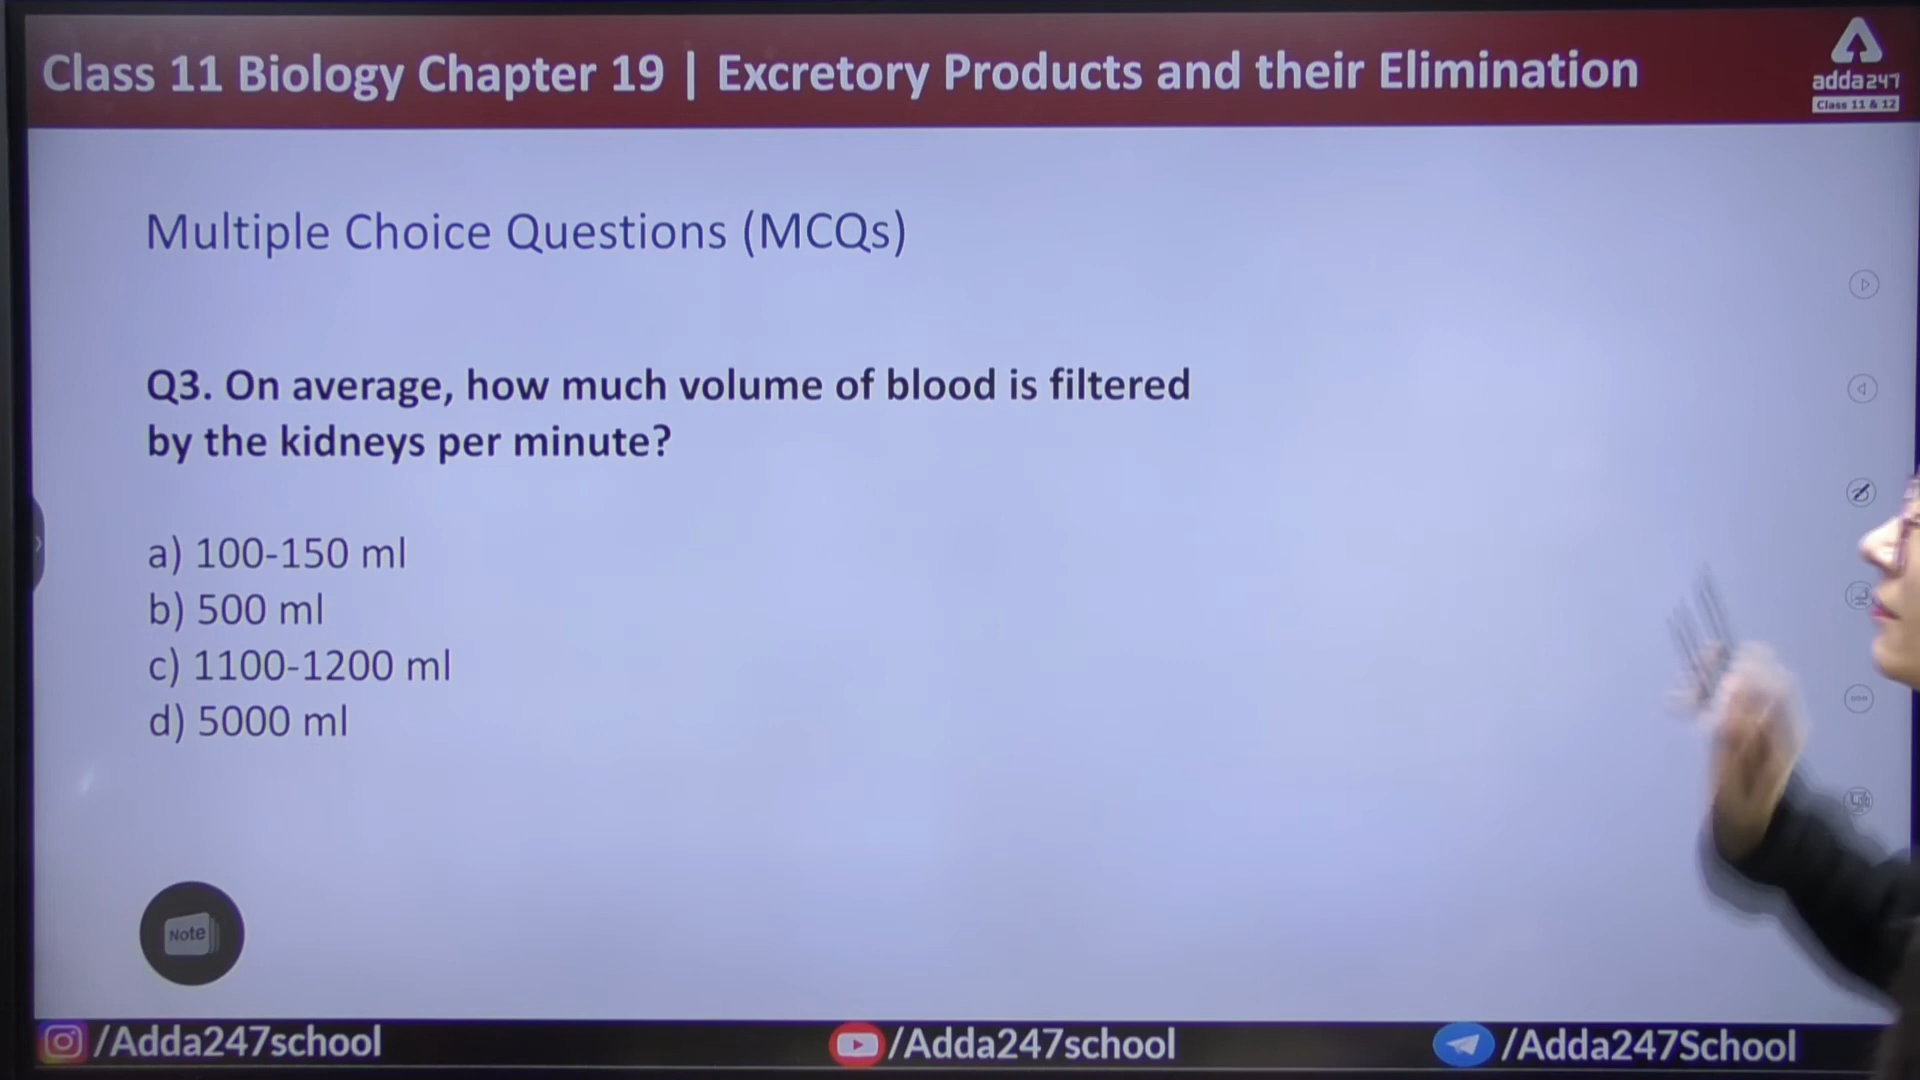 Class 11 Biology Chapter 19 | Excretory Products and their Elimination
adda247
Class 11 & 12
Multiple Choice Questions (MCQs)
Q3. On average, how much volume of blood is filtered
by the kidneys per minute?
a) 100-150 ml
b) 500 ml
c) 1100-1200 ml
d) 5000 ml
Note
/Adda247school
/Adda247school
/Adda247School